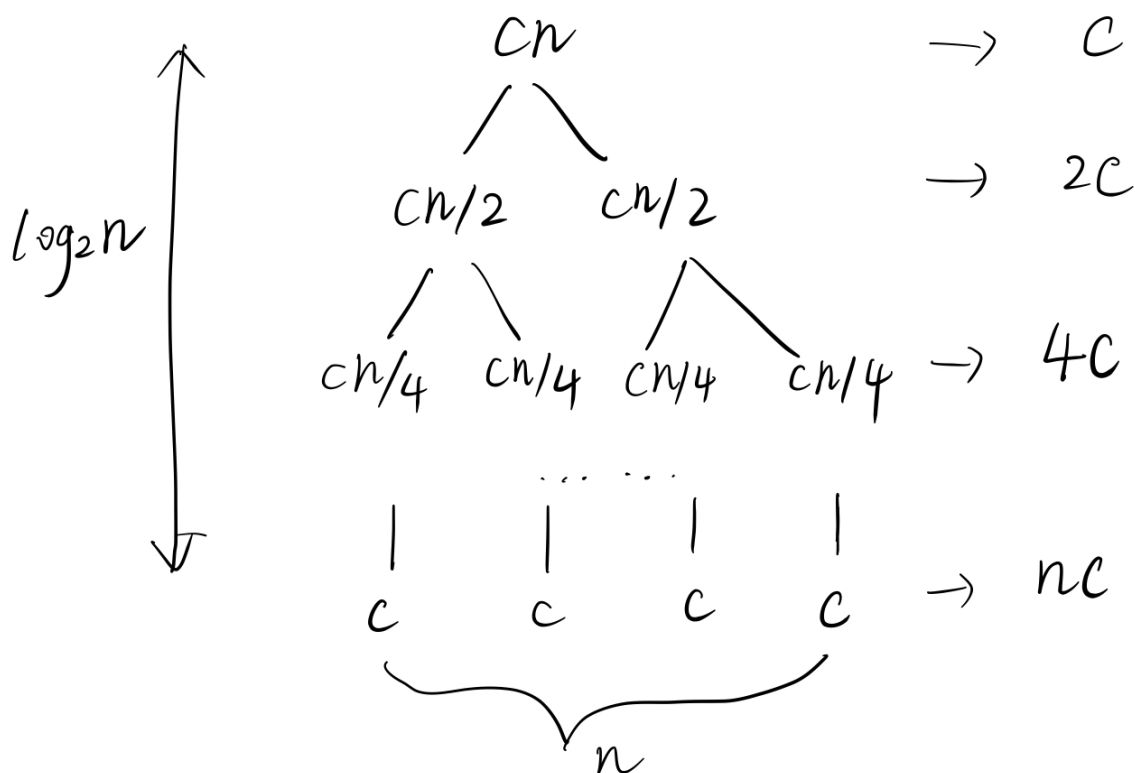 cn → c
cn/2 cn/2 → 2c
log₂n
cn/4 cn/4 cn/4 cn/4 → 4c
..... ...
c c c c → nc
n